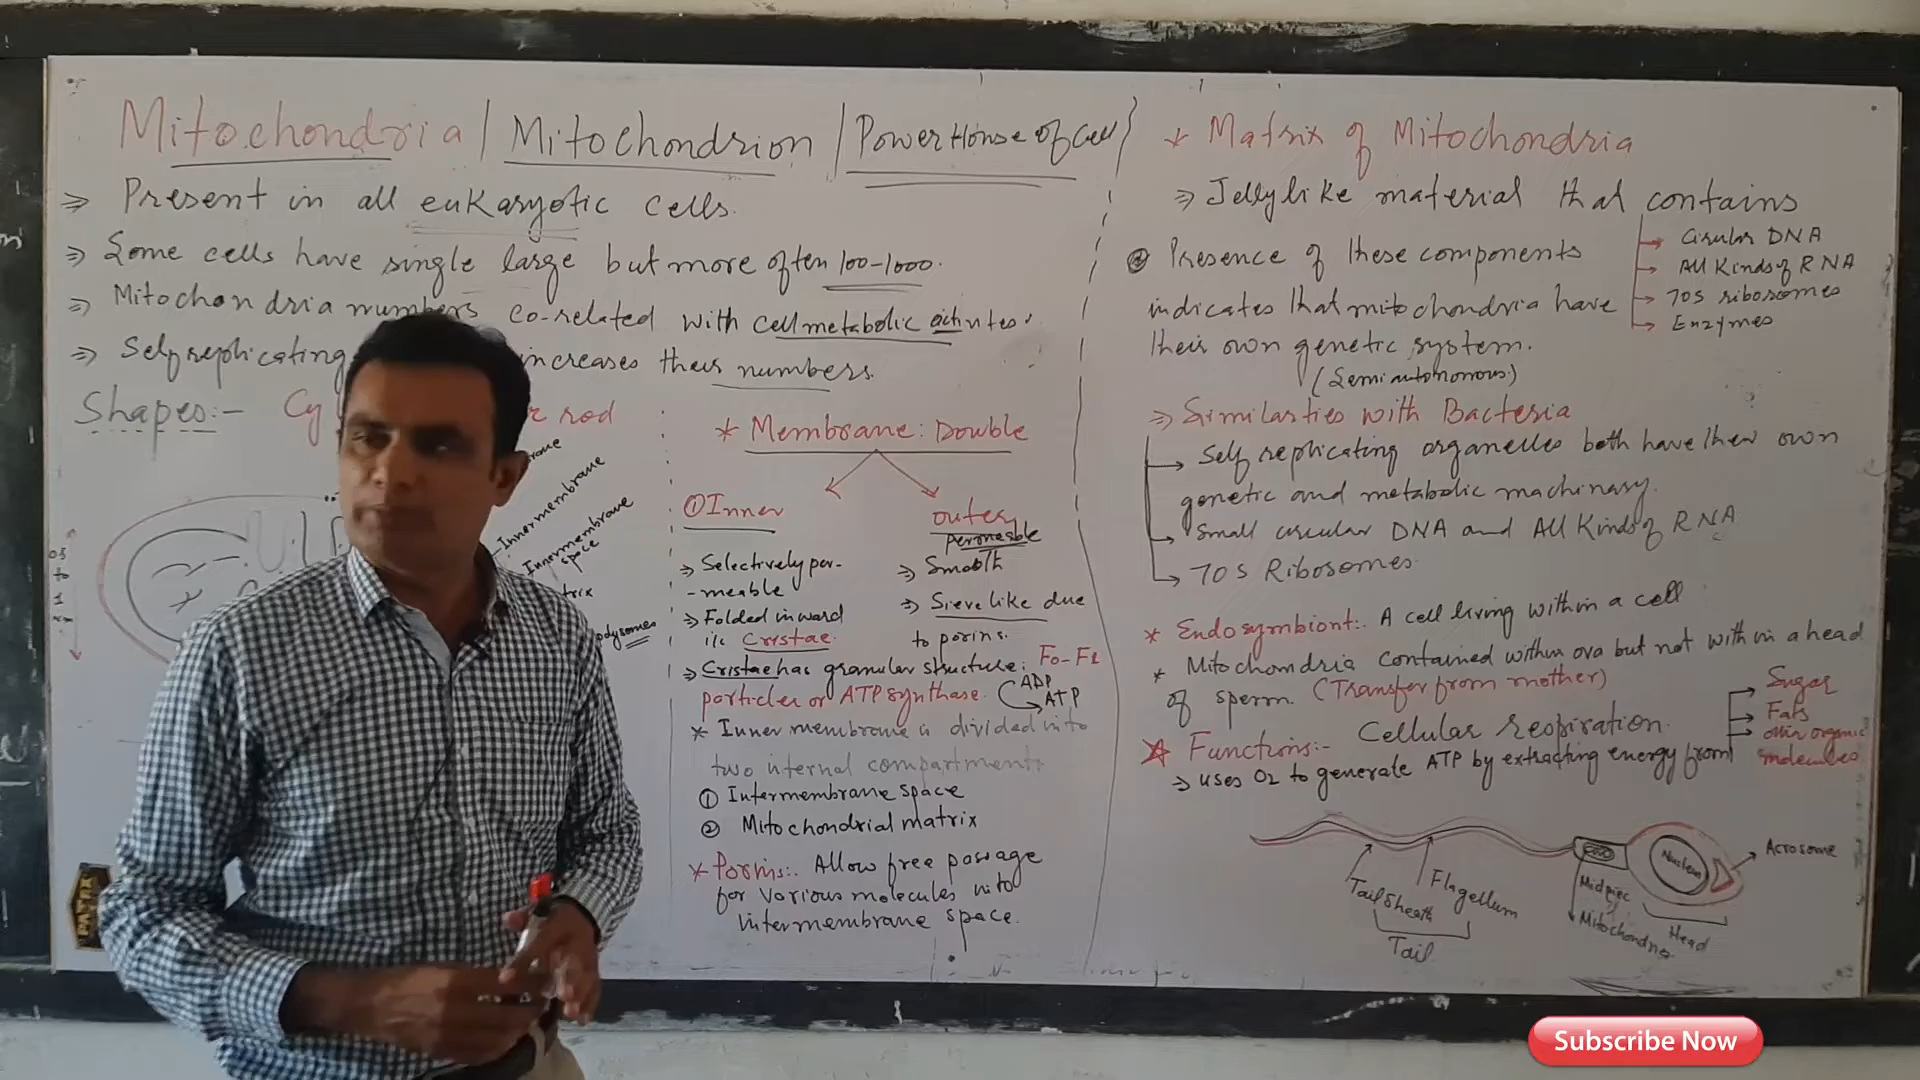 Mitochondria / Mitochondrion / Power House of Cell
⇒ Present in all eukaryotic cells.
⇒ Some cells have single large but more often 100-1000.
⇒ Mitochondria numbers co-related with cell metabolic
⇒ Self replicating increases their numbers.
Shapes:- Cy rod
Innermembrane
space
* Membrane: Double
① Inner
⇒ Selectively per-
-meable
⇒ Folded inward
i/c Cristae.
outer
Permeable
⇒ Smooth
⇒ Sieve like due
to porins.
⇒ Cristae has granular structure: F0-F1
particles or ATP synthase. ADP
ATP
* Inner membrane is divided into
two internal compartments
① Intermembrane space
② Mitochondrial matrix
* Porins:. Allow free passage
for various molecules into
intermembrane space.
* Matrix of Mitochondria
⇒ Jelly like material that contains
Circular DNA
All Kinds of RNA
70S ribosomes
Enzymes
Presence of these components
indicates that mitochondria have
their own genetic system.
(Semi autonomous)
⇒ Similarties with Bacteria
Self replicating organelles both have their own
genetic and metabolic machinary.
Small circular DNA and All Kinds of RNA
70S Ribosomes.
* Endosymbiont:. A cell living within a cell
* Mitochondria contained within ova but not within a head
of sperm. (Transfer from mother)
* Functions:- Cellular respiration.
⇒ uses O2 to generate ATP by extracting energy from
Sugar
Fats
organic
molecules
Tail Sheath
Flagellum
Tail
Midpiec
Mitochondria
Head
Acrosome
PATEX
Subscribe Now